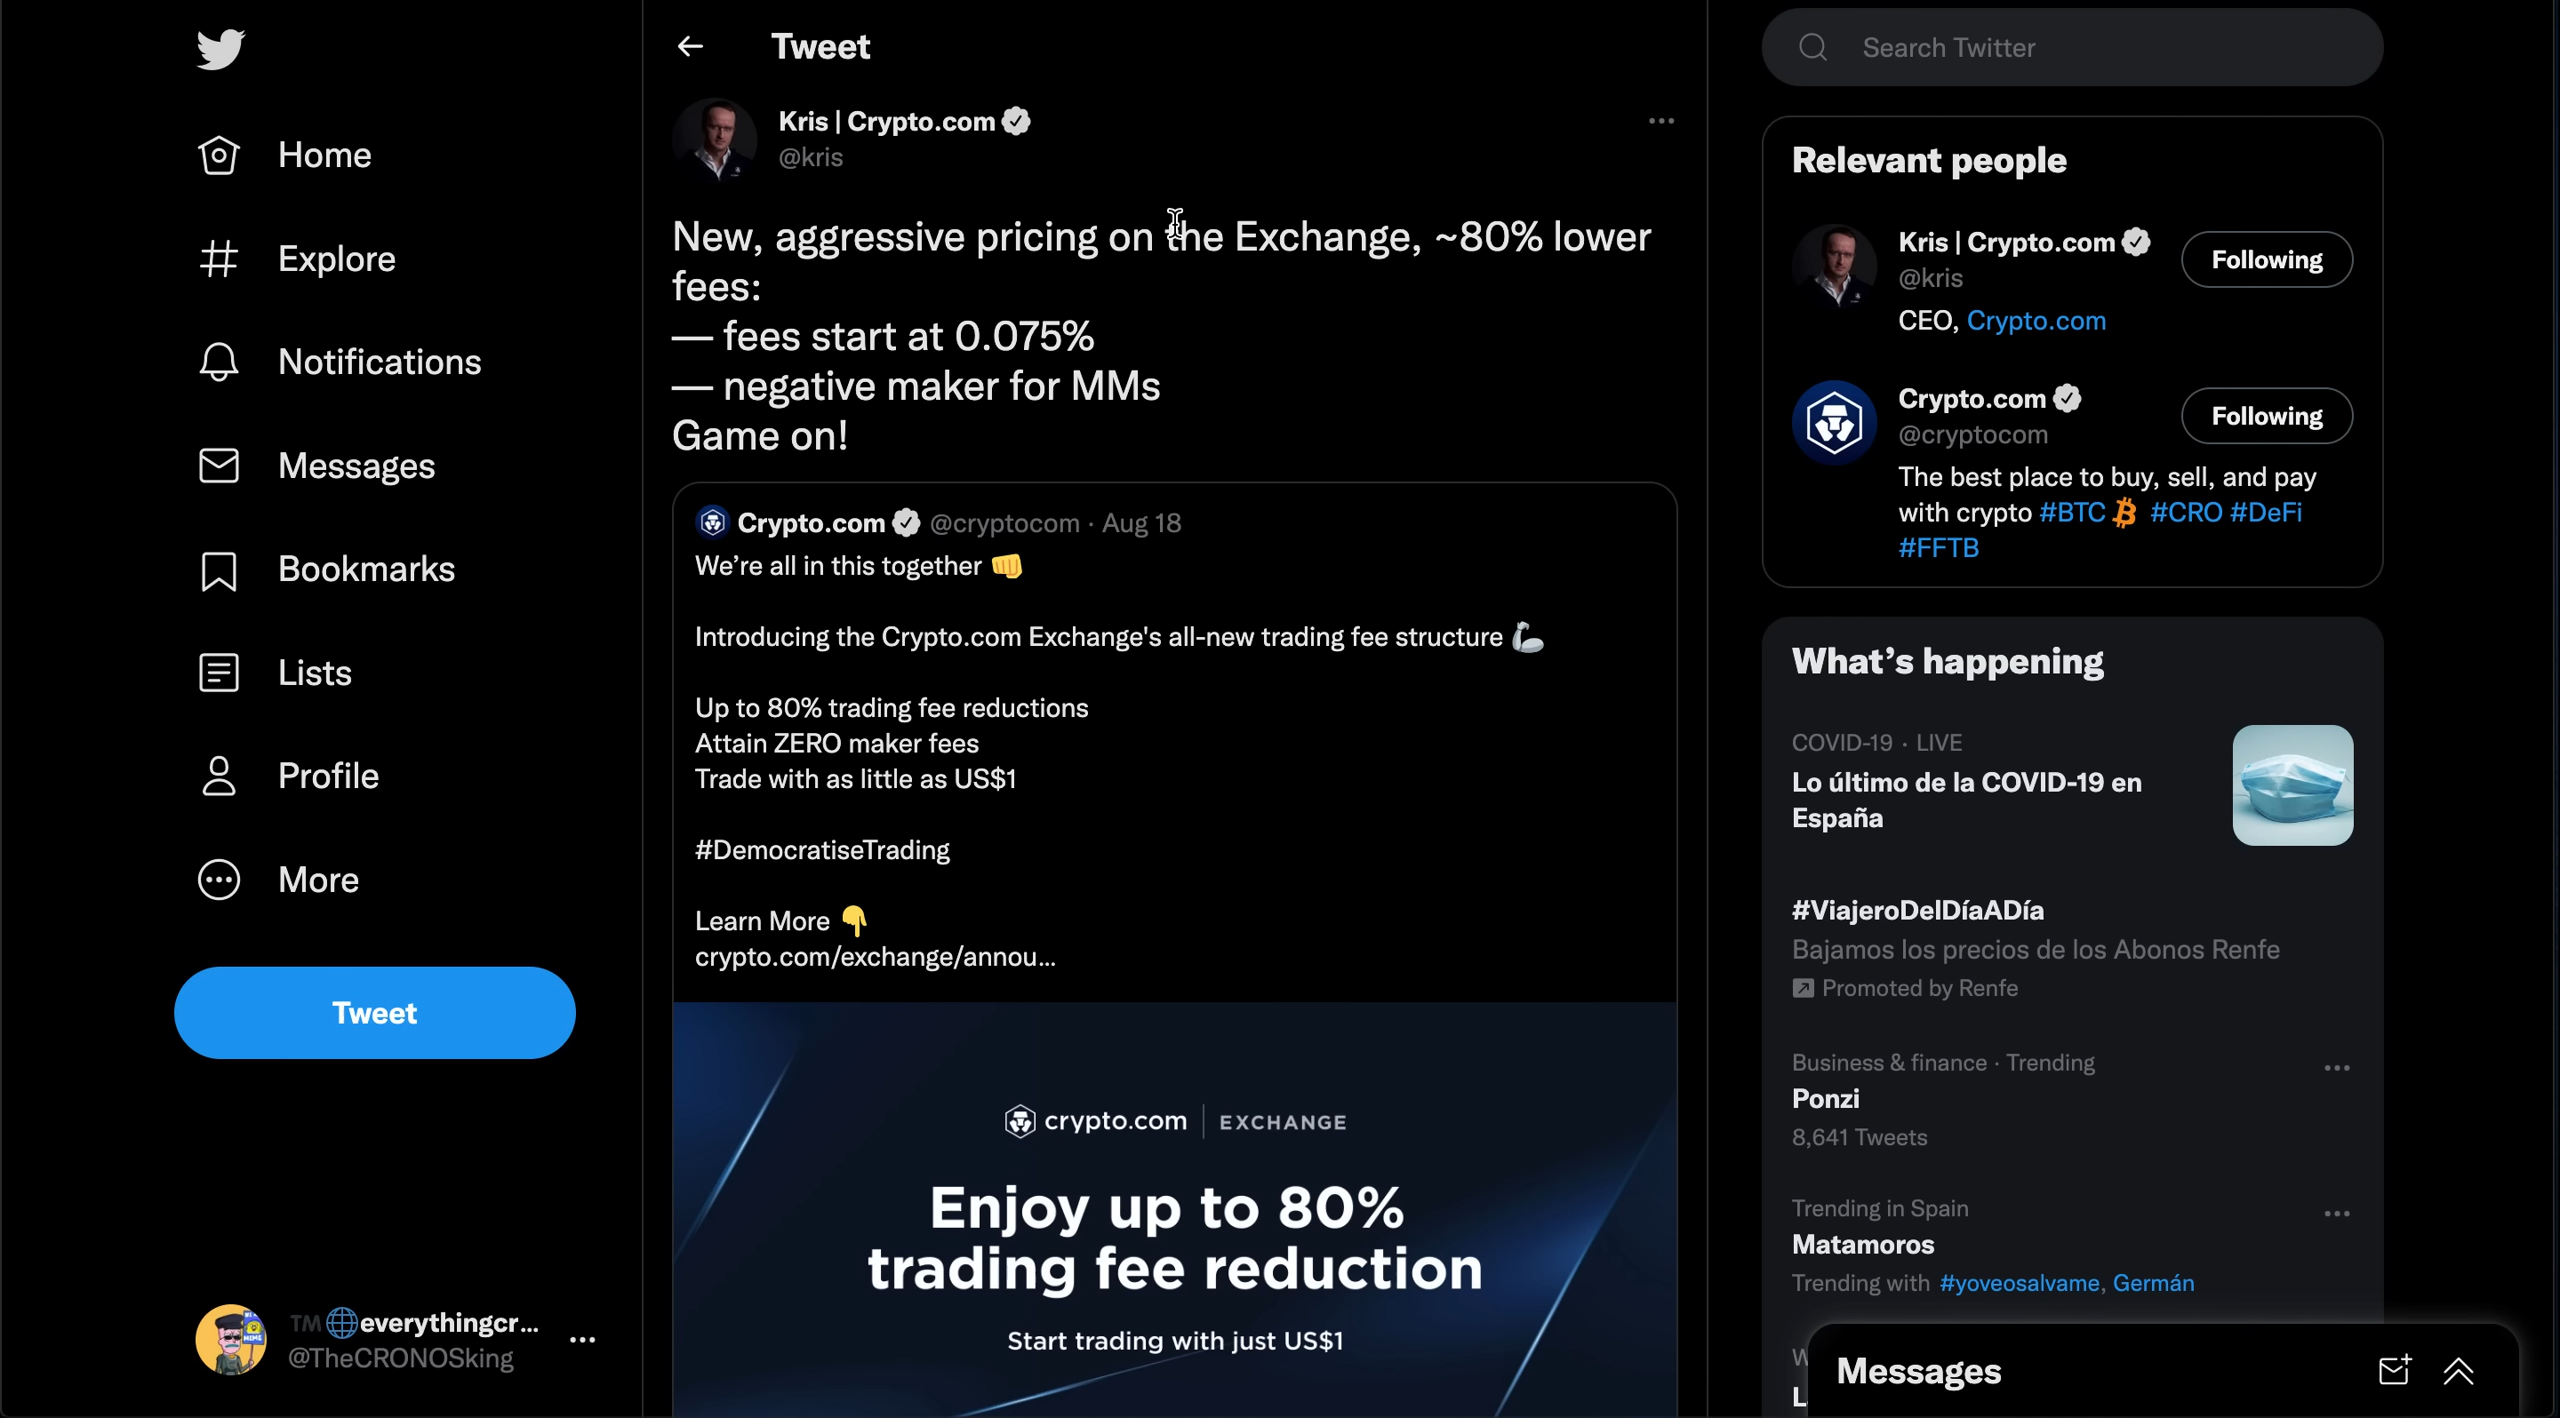 Home
Explore
Notifications
Messages
Bookmarks
Lists
Profile
More
Tweet
TM🌐everythingcr...
@TheCRONOSking
Tweet
Kris | Crypto.com
@kris
New, aggressive pricing on the Exchange, ~80% lower
fees:
— fees start at 0.075%
— negative maker for MMs
Game on!
Crypto.com @cryptocom · Aug 18
We’re all in this together 👊
Introducing the Crypto.com Exchange's all-new trading fee structure 🦾
Up to 80% trading fee reductions
Attain ZERO maker fees
Trade with as little as US$1
#DemocratiseTrading
Learn More 👇
crypto.com/exchange/annou...
crypto.com | EXCHANGE
Enjoy up to 80%
trading fee reduction
Start trading with just US$1
Search Twitter
Relevant people
Kris | Crypto.com
@kris
Following
CEO, Crypto.com
Crypto.com
@cryptocom
Following
The best place to buy, sell, and pay
with crypto #BTC #CRO #DeFi
#FFTB
What’s happening
COVID-19 · LIVE
Lo último de la COVID-19 en
España
#ViajeroDelDíaADía
Bajamos los precios de los Abonos Renfe
Promoted by Renfe
Business & finance · Trending
Ponzi
8,641 Tweets
Trending in Spain
Matamoros
Trending with #yoveosalvame, Germán
Messages